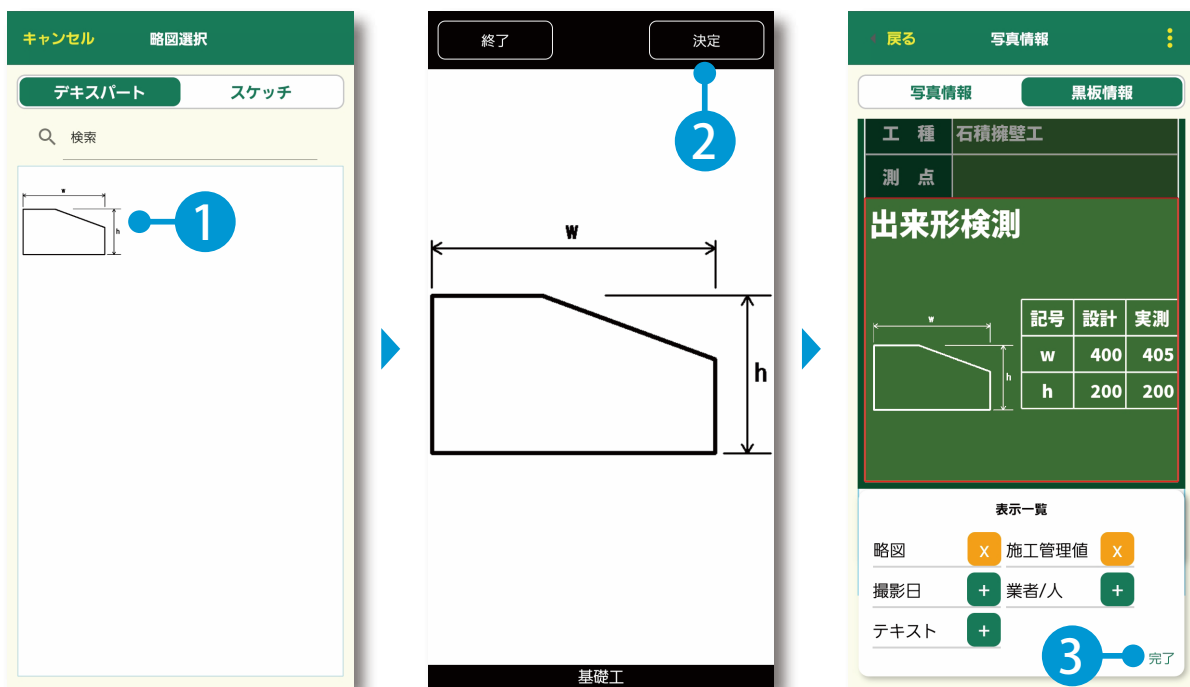 キャンセル 略図選択
デキスパート スケッチ
検索
w
h
1
終了 決定
2
w
h
基礎工
戻る 写真情報
写真情報 黒板情報
工 種 石積擁壁工
測 点
出来形検測
w
h
記号 設計 実測
w 400 405
h 200 200
表示一覧
略図 x 施工管理値 x
撮影日 + 業者/人 +
テキスト +
3
完了